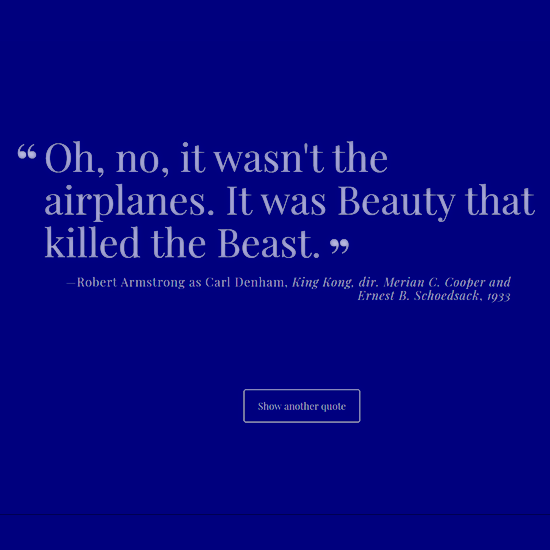 “Oh, no, it wasn't the
airplanes. It was Beauty that
killed the Beast.”
—Robert Armstrong as Carl Denham, King Kong, dir. Merian C. Cooper and
Ernest B. Schoedsack, 1933
Show another quote